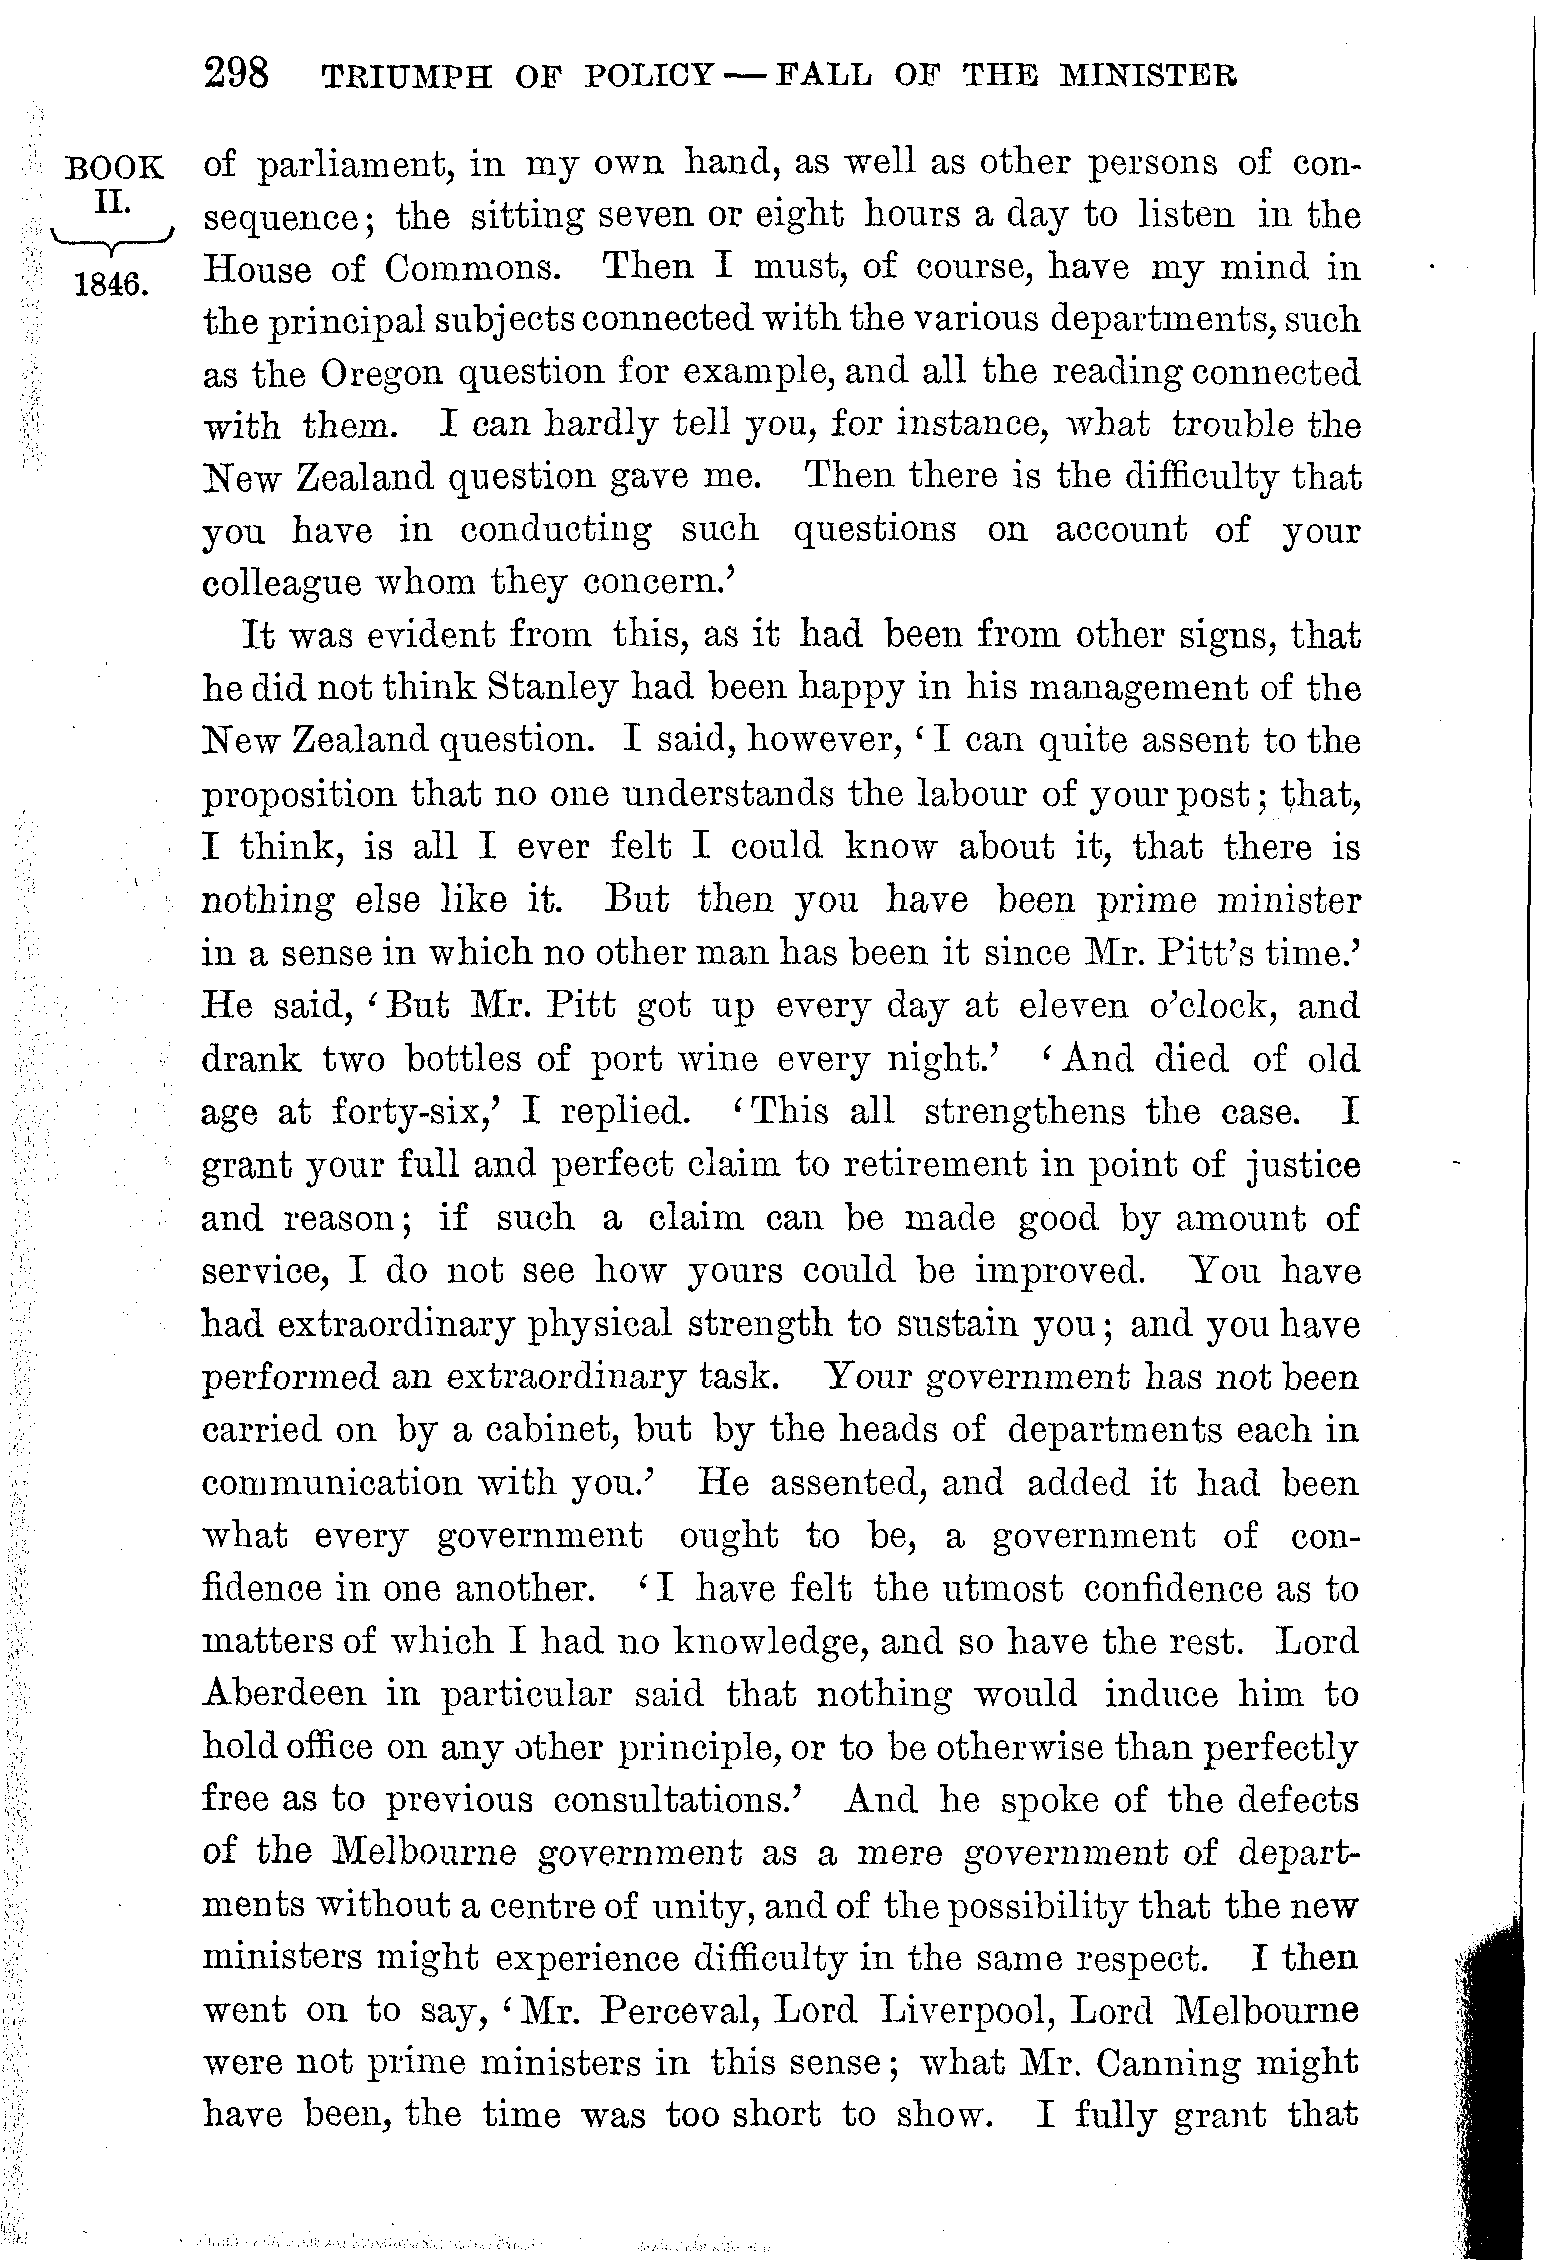 298 TRIUMPH OF POLICY — FALL OF THE MINISTER
BOOK
II.
1846.
of parliament, in my own hand, as well as other persons of con-
sequence; the sitting seven or eight hours a day to listen in the
House of Commons. Then I must, of course, have my mind in
the principal subjects connected with the various departments, such
as the Oregon question for example, and all the reading connected
with them. I can hardly tell you, for instance, what trouble the
New Zealand question gave me. Then there is the difficulty that
you have in conducting such questions on account of your
colleague whom they concern.’
It was evident from this, as it had been from other signs, that
he did not think Stanley had been happy in his management of the
New Zealand question. I said, however, ‘I can quite assent to the
proposition that no one understands the labour of your post; that,
I think, is all I ever felt I could know about it, that there is
nothing else like it. But then you have been prime minister
in a sense in which no other man has been it since Mr. Pitt’s time.’
He said, ‘But Mr. Pitt got up every day at eleven o’clock, and
drank two bottles of port wine every night.’ ‘And died of old
age at forty-six,’ I replied. ‘This all strengthens the case. I
grant your full and perfect claim to retirement in point of justice
and reason; if such a claim can be made good by amount of
service, I do not see how yours could be improved. You have
had extraordinary physical strength to sustain you; and you have
performed an extraordinary task. Your government has not been
carried on by a cabinet, but by the heads of departments each in
communication with you.’ He assented, and added it had been
what every government ought to be, a government of con-
fidence in one another. ‘I have felt the utmost confidence as to
matters of which I had no knowledge, and so have the rest. Lord
Aberdeen in particular said that nothing would induce him to
hold office on any other principle, or to be otherwise than perfectly
free as to previous consultations.’ And he spoke of the defects
of the Melbourne government as a mere government of depart-
ments without a centre of unity, and of the possibility that the new
ministers might experience difficulty in the same respect. I then
went on to say, ‘Mr. Perceval, Lord Liverpool, Lord Melbourne
were not prime ministers in this sense; what Mr. Canning might
have been, the time was too short to show. I fully grant that